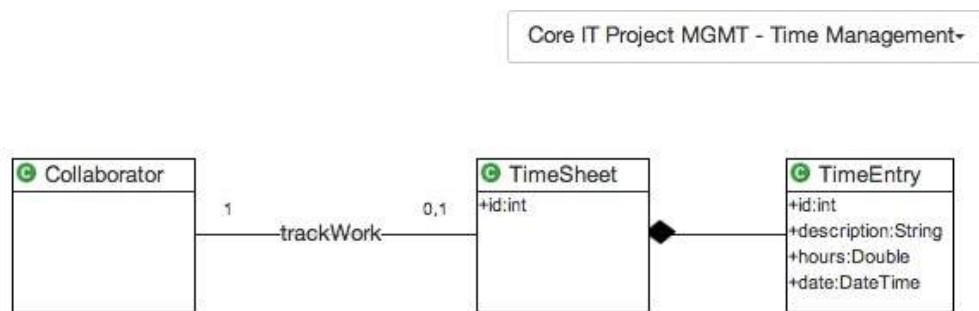 Core IT Project MGMT - Time Management
C Collaborator
1
trackWork
0,1
C TimeSheet
+id:int
C TimeEntry
+id:int
+description:String
+hours:Double
+date:DateTime